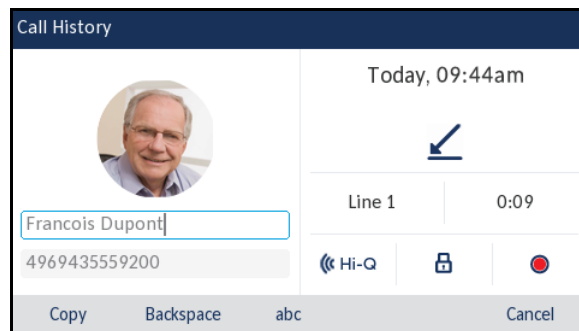 Call History
Today, 09:44am
Line 1 0:09
Francois Dupont
4969435559200
Hi-Q
Copy Backspace abc Cancel